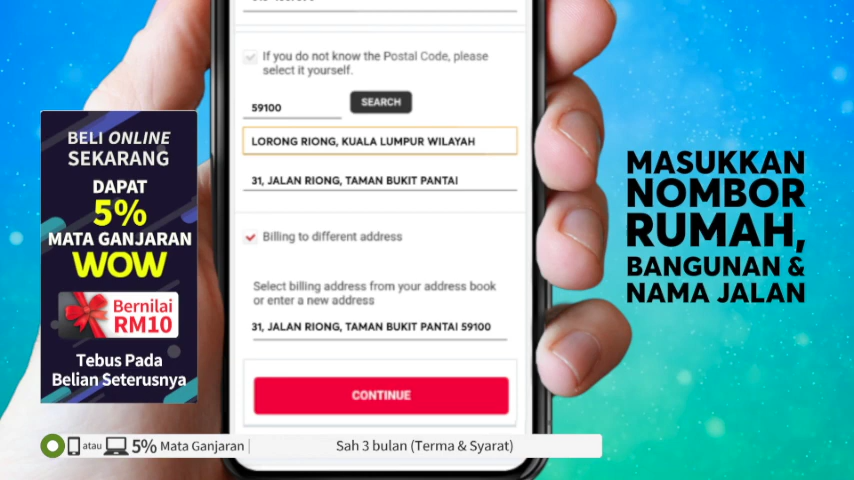 If you do not know the Postal Code, please
select it yourself.
59100
SEARCH
LORONG RIONG, KUALA LUMPUR WILAYAH
31, JALAN RIONG, TAMAN BUKIT PANTAI
Billing to different address
Select billing address from your address book
or enter a new address
31, JALAN RIONG, TAMAN BUKIT PANTAI 59100
CONTINUE
BELI ONLINE
SEKARANG
DAPAT
5%
MATA GANJARAN
WOW
Bernilai
RM10
Tebus Pada
Belian Seterusnya
MASUKKAN
NOMBOR
RUMAH,
BANGUNAN &
NAMA JALAN
atau 5% Mata Ganjaran Sah 3 bulan (Terma & Syarat)